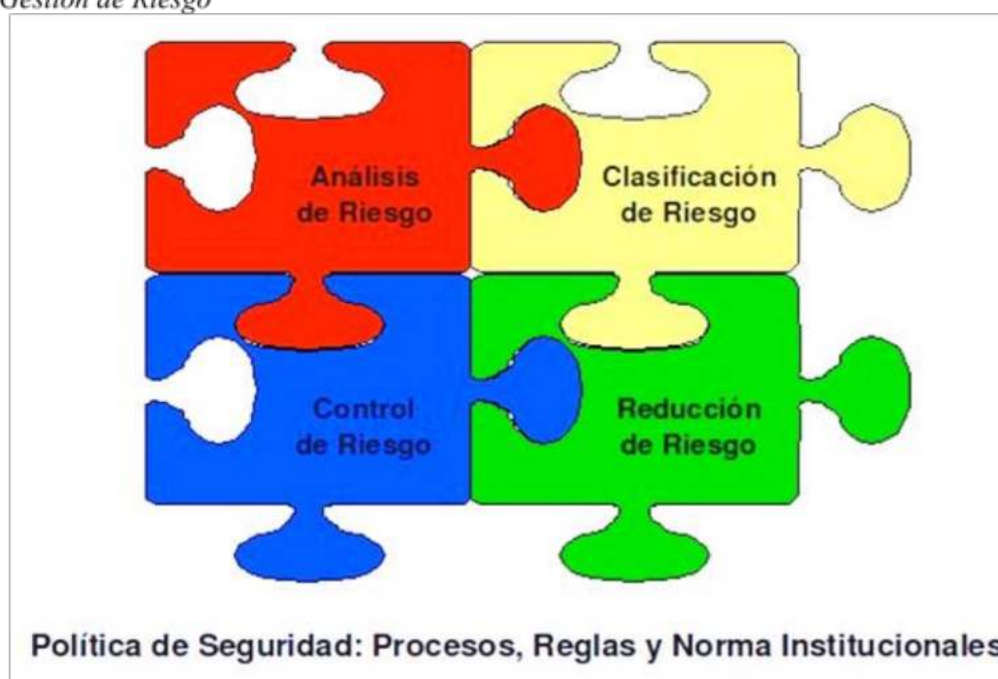 Gestión de Riesgo
Análisis
de Riesgo
Clasificación
de Riesgo
Control
de Riesgo
Reducción
de Riesgo
Política de Seguridad: Procesos, Reglas y Norma Institucionales